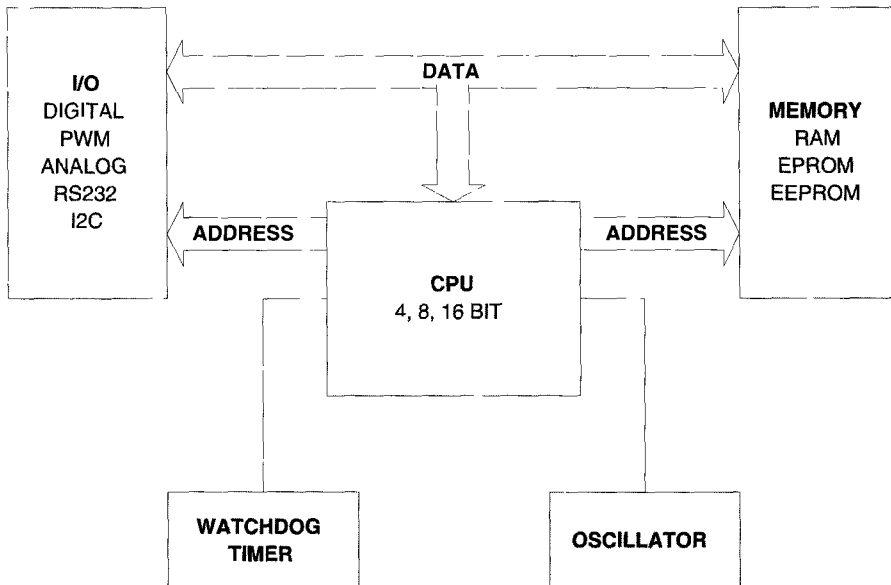 I/O
DIGITAL
PWM
ANALOG
RS232
I2C
DATA
MEMORY
RAM
EPROM
EEPROM
ADDRESS
ADDRESS
CPU
4, 8, 16 BIT
WATCHDOG
TIMER
OSCILLATOR